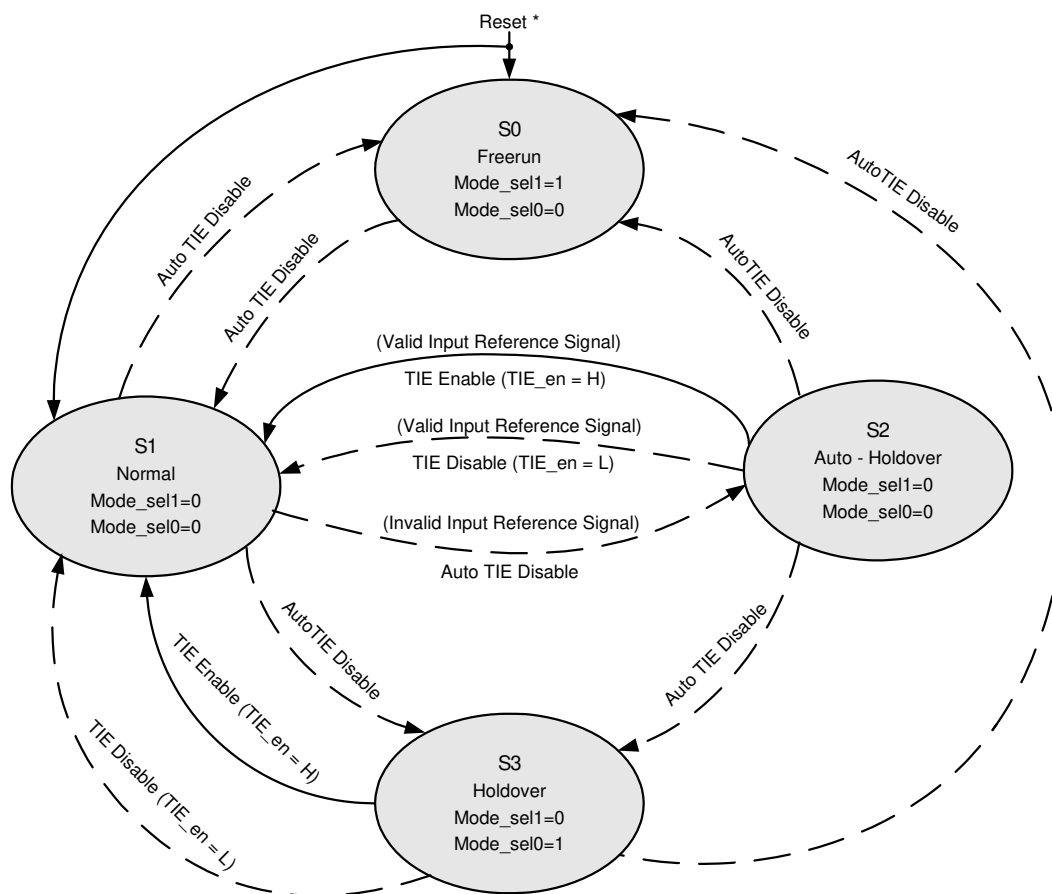 Reset *
S0
Freerun
Mode_sel1=1
Mode_sel0=0
Auto TIE Disable
Auto TIE Disable
AutoTIE Disable
AutoTIE Disable
(Valid Input Reference Signal)
TIE Enable (TIE_en = H)
(Valid Input Reference Signal)
TIE Disable (TIE_en = L)
(Invalid Input Reference Signal)
Auto TIE Disable
S1
Normal
Mode_sel1=0
Mode_sel0=0
S2
Auto - Holdover
Mode_sel1=0
Mode_sel0=0
AutoTIE Disable
Auto TIE Disable
TIE Enable (TIE_en = H)
TIE Disable (TIE_en = L)
S3
Holdover
Mode_sel1=0
Mode_sel0=1